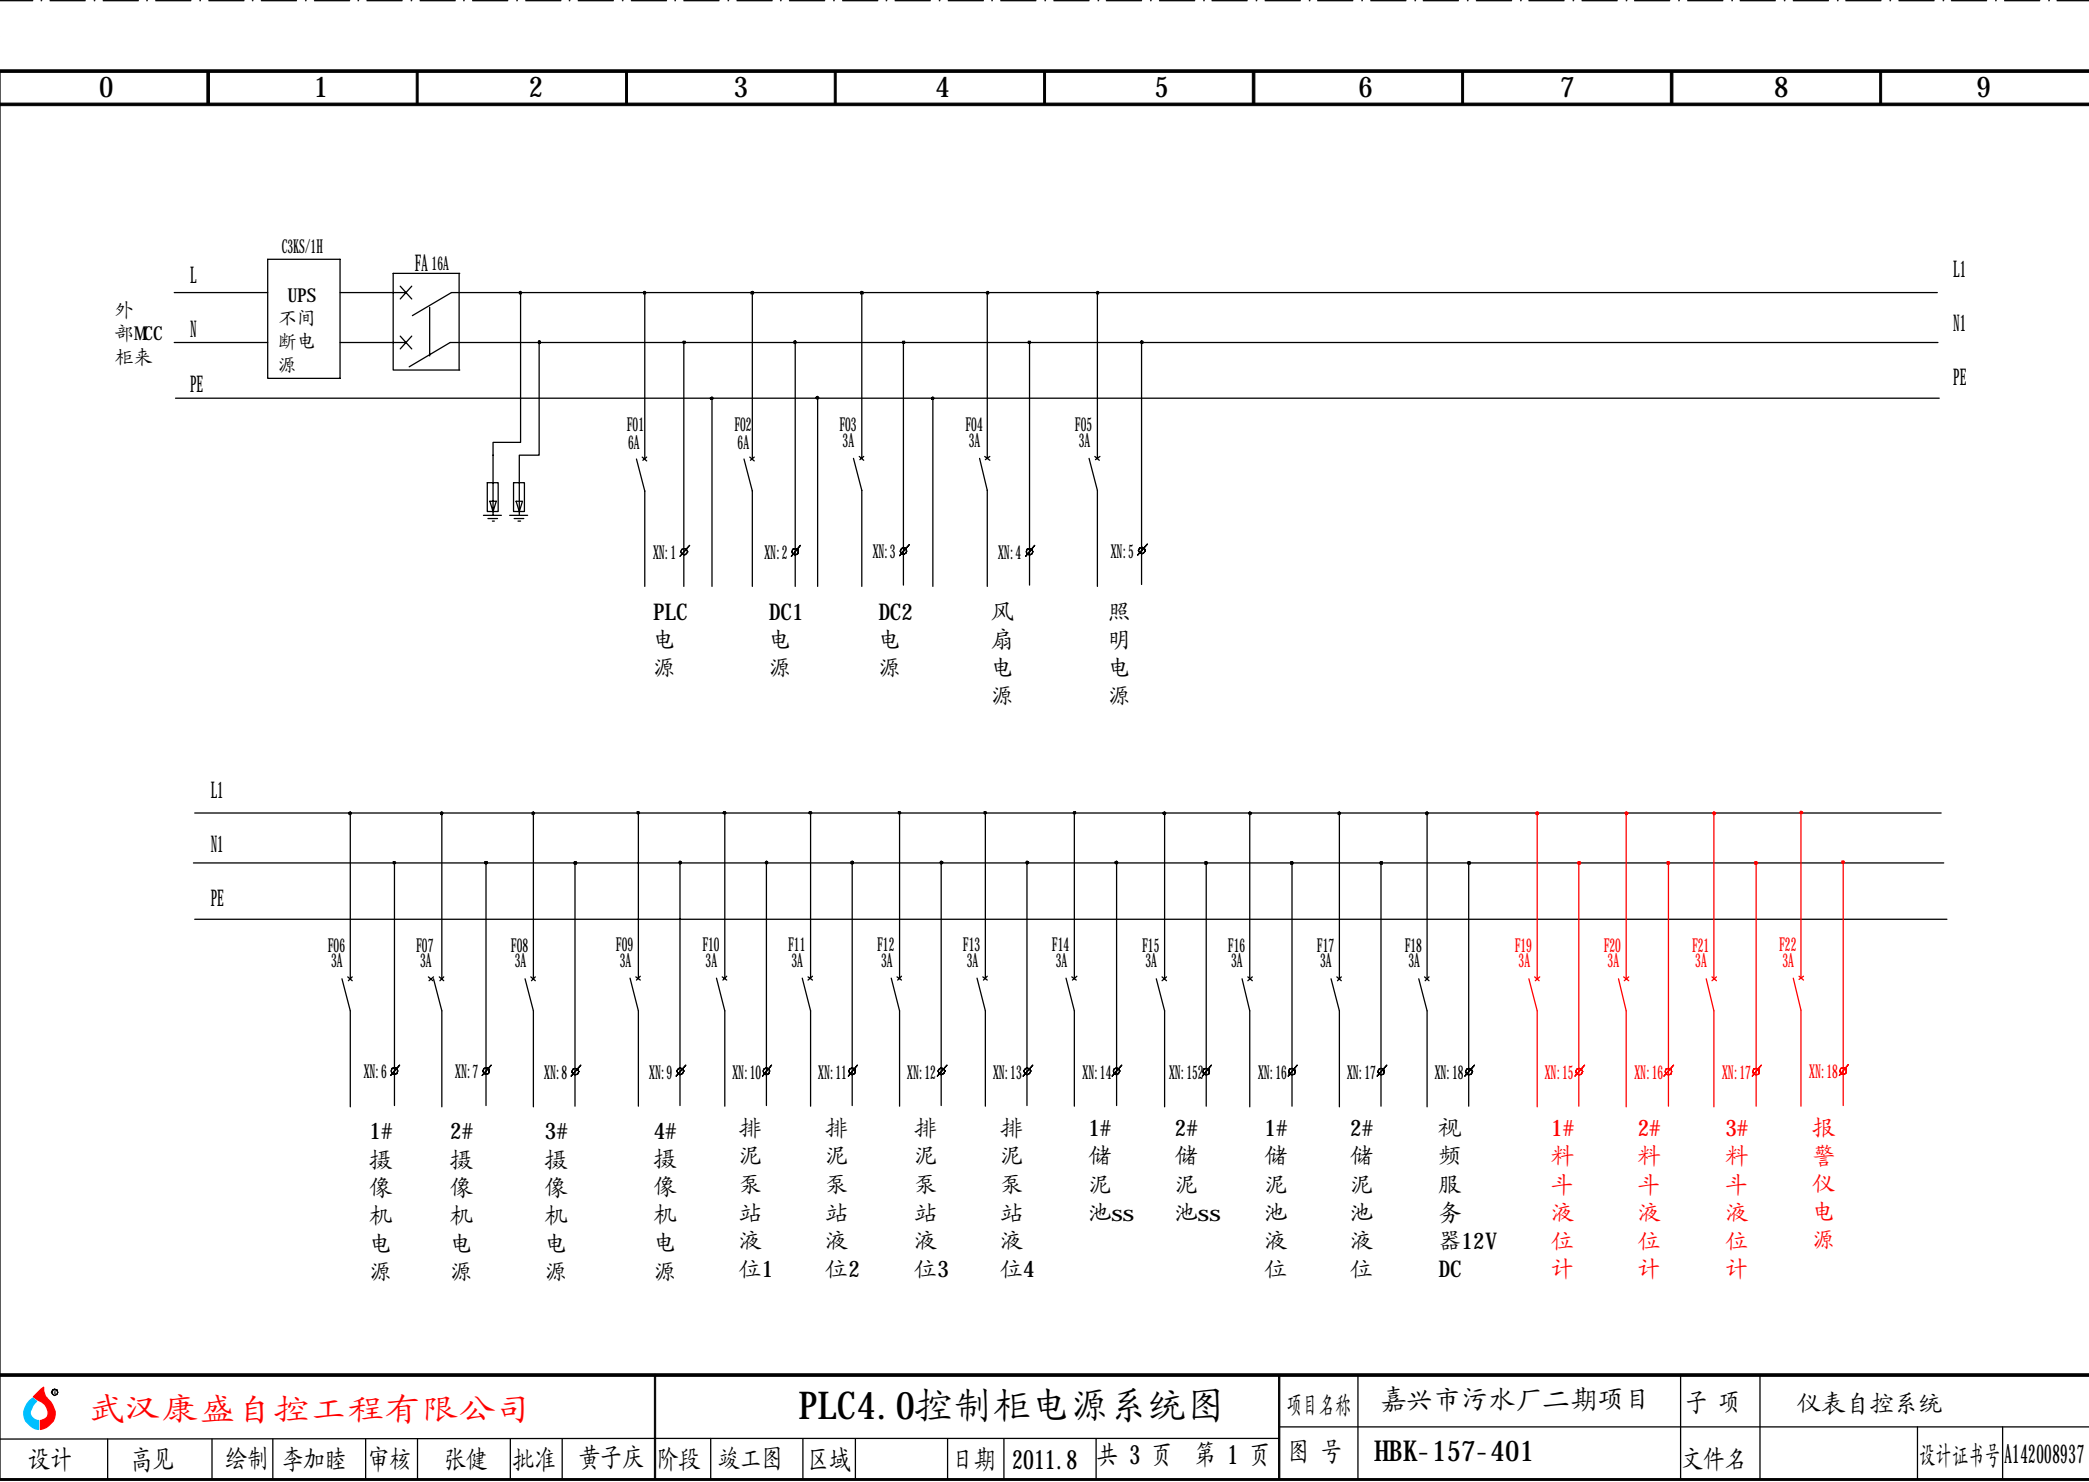 0 1 2 3 4 5 6 7 8 9
C3KS/1H
FA 16A
L
L1
UPS
不间
断电
源
外
部MCC
柜来
N
N1
PE
PE
F01
6A
F02
6A
F03
3A
F04
3A
F05
3A
XN:1
XN:2
XN:3
XN:4
XN:5
PLC
电
源
DC1
电
源
DC2
电
源
风
扇
电
源
照
明
电
源
L1
N1
PE
F06
3A
F07
3A
F08
3A
F09
3A
F10
3A
F11
3A
F12
3A
F13
3A
F14
3A
F15
3A
F16
3A
F17
3A
F18
3A
F19
3A
F20
3A
F21
3A
F22
3A
XN:6
XN:7
XN:8
XN:9
XN:10
XN:11
XN:12
XN:13
XN:14
XN:152
XN:16
XN:17
XN:18
XN:15
XN:16
XN:17
XN:18
1#
摄
像
机
电
源
2#
摄
像
机
电
源
3#
摄
像
机
电
源
4#
摄
像
机
电
源
排
泥
泵
站
液
位1
排
泥
泵
站
液
位2
排
泥
泵
站
液
位3
排
泥
泵
站
液
位4
1#
储
泥
池ss
2#
储
泥
池ss
1#
储
泥
池
液
位
2#
储
泥
池
液
位
视
频
服
务
器12V
DC
1#
料
斗
液
位
计
2#
料
斗
液
位
计
3#
料
斗
液
位
计
报
警
仪
电
源
武汉康盛自控工程有限公司
PLC4.0控制柜电源系统图
项目名称 嘉兴市污水厂二期项目 子 项 仪表自控系统
设计 高见 绘制 李加睦 审核 张健 批准 黄子庆 阶段 竣工图 区域 日期 2011.8 共 3 页 第 1 页 图 号 HBK-157-401 文件名 设计证书号 A142008937